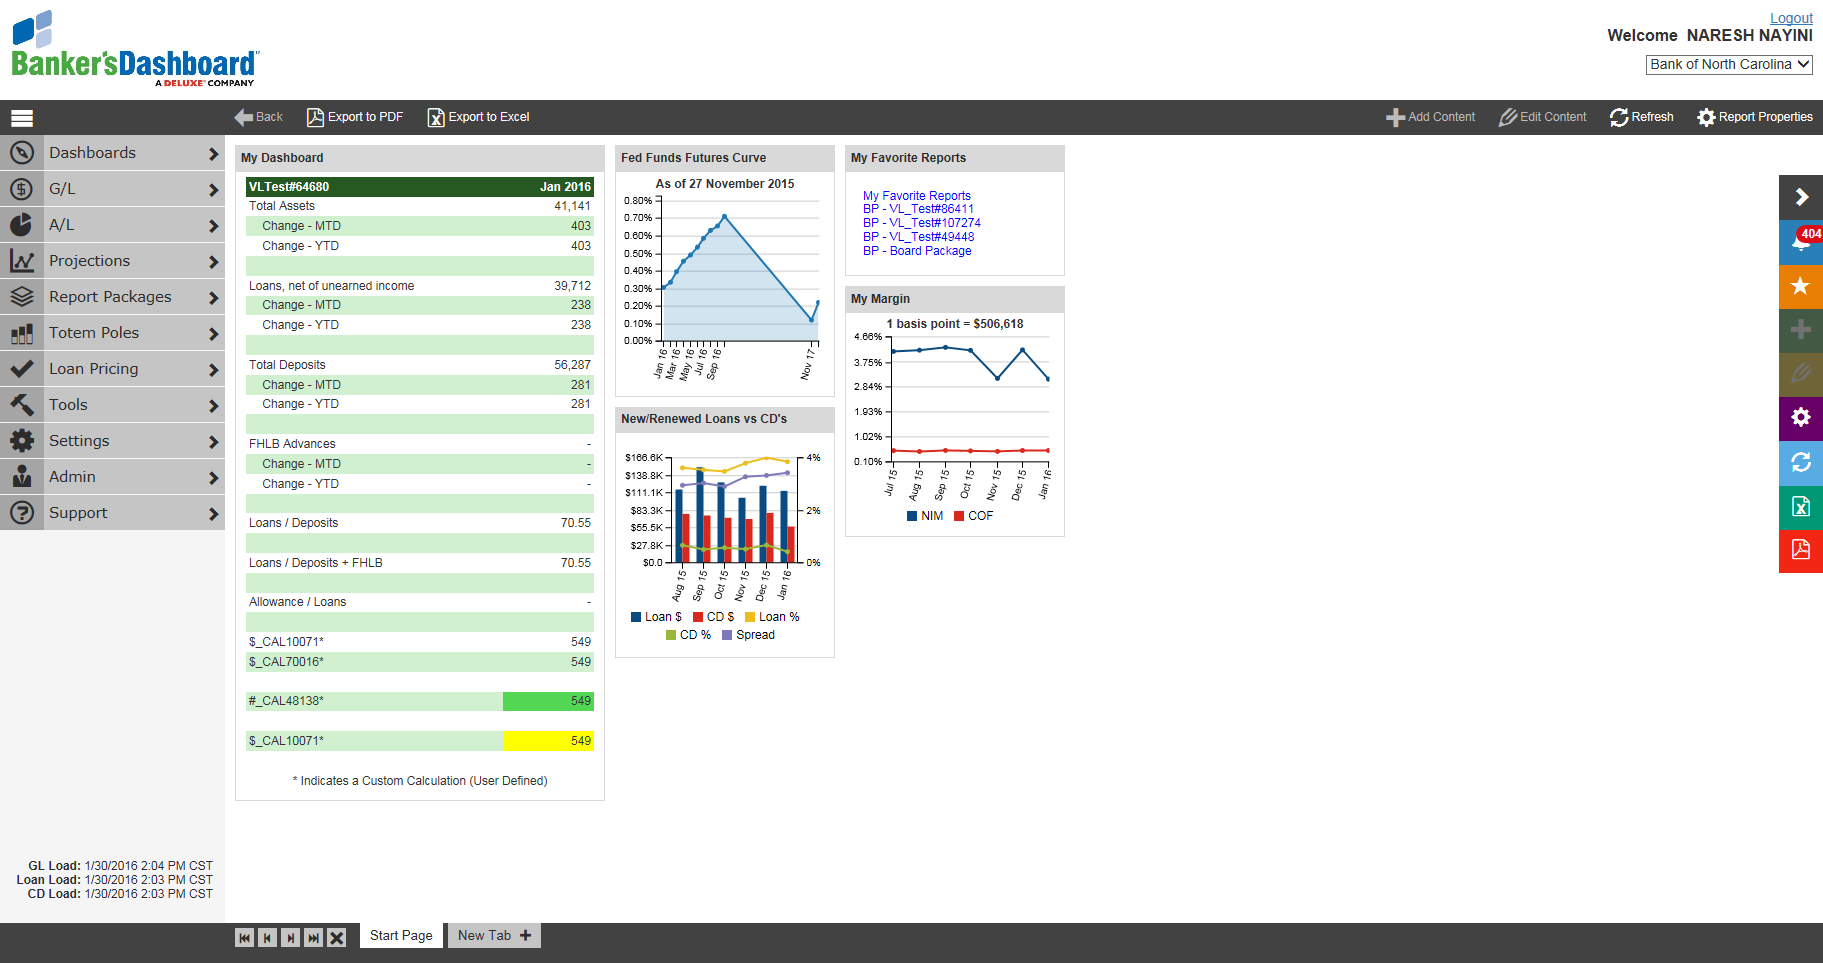 Logout
Banker'sDashboard
A DELUXE COMPANY
Welcome NARESH NAYINI
Bank of North Carolina
Back
Export to PDF
Export to Excel
Add Content
Edit Content
Refresh
Report Properties
Dashboards
G/L
A/L
Projections
Report Packages
Totem Poles
Loan Pricing
Tools
Settings
Admin
Support
GL Load: 1/30/2016 2:04 PM CST
Loan Load: 1/30/2016 2:03 PM CST
CD Load: 1/30/2016 2:03 PM CST
My Dashboard
VLTest#64680 Jan 2016
Total Assets 41,141
Change - MTD 403
Change - YTD 403
Loans, net of unearned income 39,712
Change - MTD 238
Change - YTD 238
Total Deposits 56,287
Change - MTD 281
Change - YTD 281
FHLB Advances -
Change - MTD -
Change - YTD -
Loans / Deposits 70.55
Loans / Deposits + FHLB 70.55
Allowance / Loans -
$_CAL10071* 549
$_CAL70016* 549
#_CAL48138* 549
$_CAL10071* 549
* Indicates a Custom Calculation (User Defined)
Fed Funds Futures Curve
As of 27 November 2015
0.80%
0.70%
0.60%
0.50%
0.40%
0.30%
0.20%
0.10%
0.00%
Jan 16
Mar 16
May 16
Jul 16
Sep 16
Nov 17
New/Renewed Loans vs CD's
$166.6K
$138.8K
$111.1K
$83.3K
$55.5K
$27.8K
$0.0
4%
2%
0%
Aug 15
Sep 15
Oct 15
Nov 15
Dec 15
Jan 16
Loan $ CD $ Loan %
CD % Spread
My Favorite Reports
My Favorite Reports
BP - VL_Test#86411
BP - VL_Test#107274
BP - VL_Test#49448
BP - Board Package
My Margin
1 basis point = $506,618
4.66%
3.75%
2.84%
1.93%
1.02%
0.10%
Jul 15
Aug 15
Sep 15
Oct 15
Nov 15
Dec 15
Jan 16
NIM COF
404
Start Page
New Tab